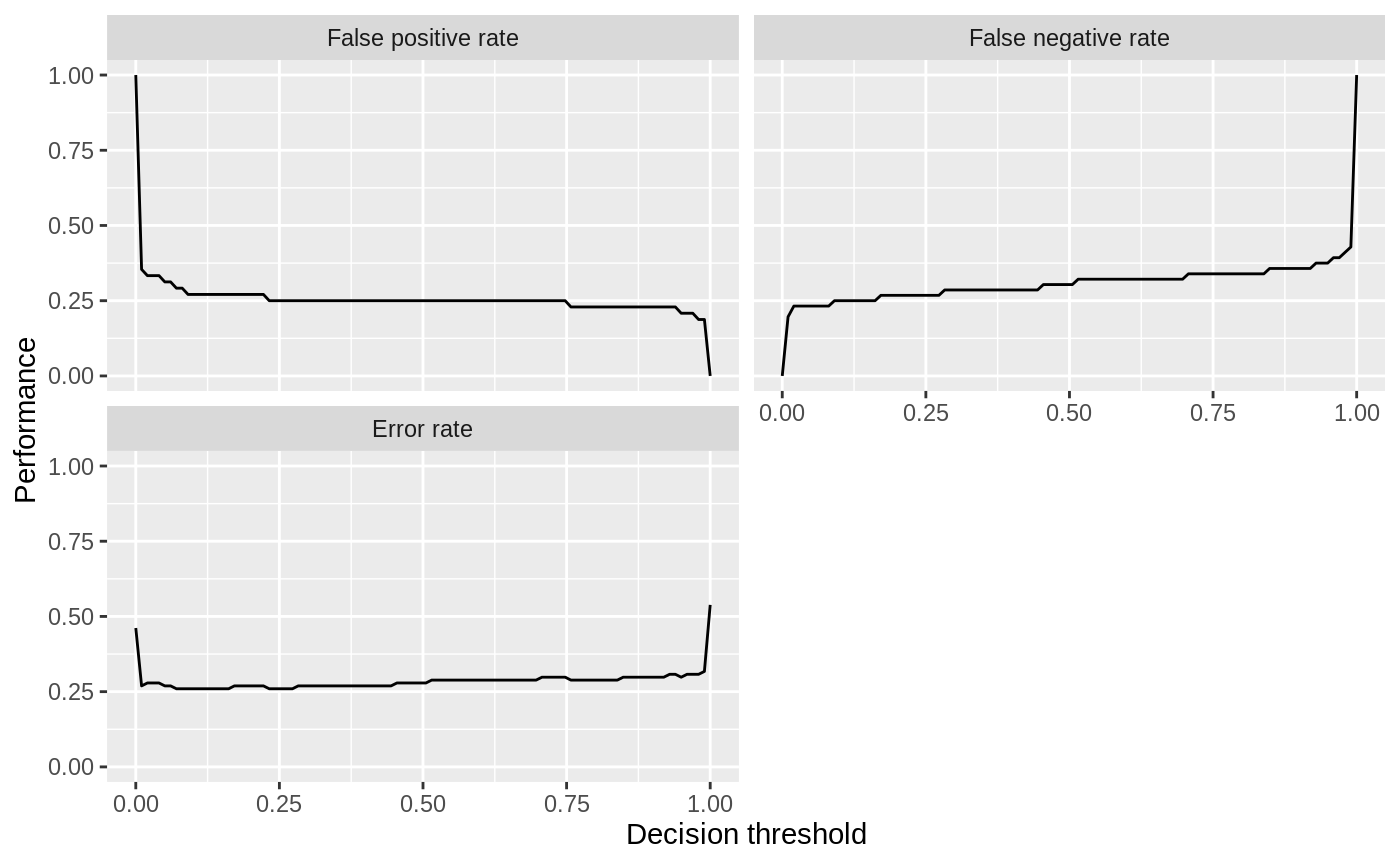 False positive rate
False negative rate
1.00
0.75
0.50
0.25
0.00
0.00 0.25 0.50 0.75 1.00
Performance
Error rate
1.00
0.75
0.50
0.25
0.00
0.00 0.25 0.50 0.75 1.00
Decision threshold